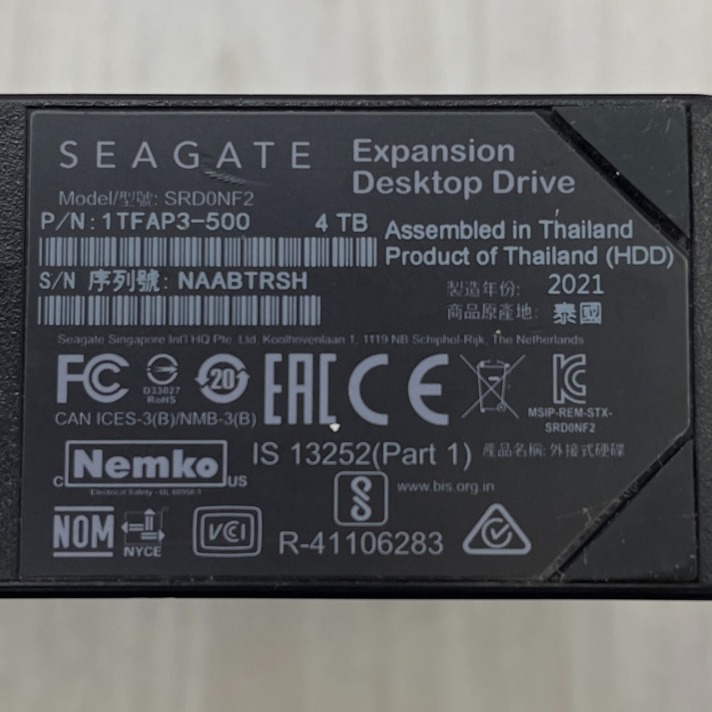 SEAGATE
Expansion
Desktop Drive
Model/型號: SRD0NF2
P/N: 1TFAP3-500 4 TB
Assembled in Thailand
Product of Thailand (HDD)
S/N 序列號: NAABTRSH
製造年份: 2021
商品原產地: 泰國
Seagate Singapore Int'l HQ Pte. Ltd. Koolhovenlaan 1, 1119 NB Schiphol-Rijk, The Netherlands
FC
D33027
RoHS
20
EAC
CE
MSIP-REM-STX-
SRD0NF2
CAN ICES-3(B)/NMB-3(B)
c Nemko US
IS 13252(Part 1)
產品名稱: 外接式硬碟
www.bis.org.in
NOM
NYCE
VCI
R-41106283